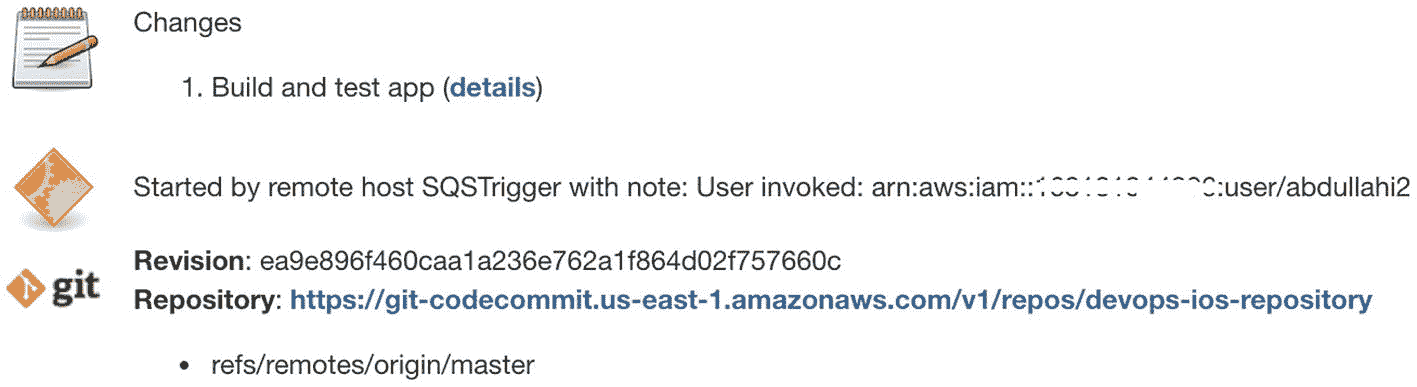 Changes
1. Build and test app (details)
Started by remote host SQSTrigger with note: User invoked: arn:aws:iam:: :user/abdullahi2
Revision: ea9e896f460caa1a236e762a1f864d02f757660c
git
Repository: https://git-codecommit.us-east-1.amazonaws.com/v1/repos/devops-ios-repository
• refs/remotes/origin/master